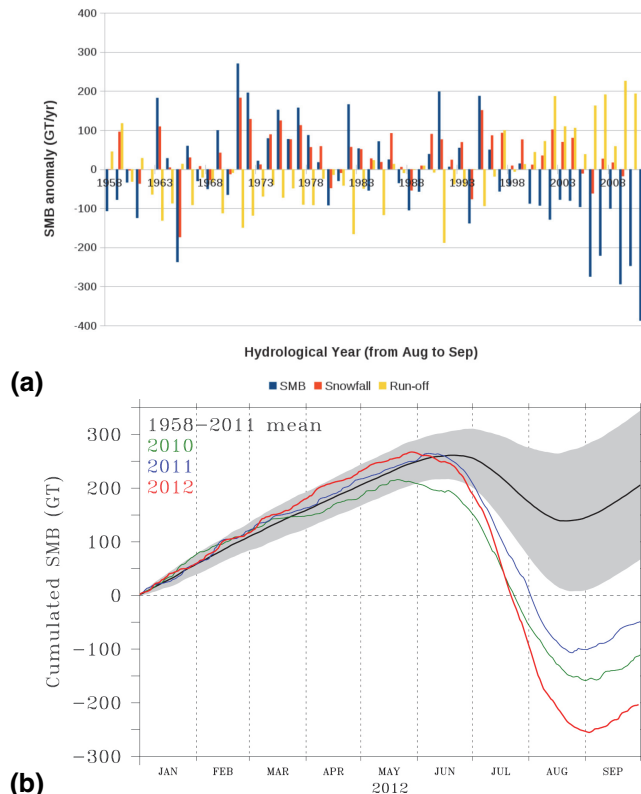 400
300
200
100
0
-100
-200
-300
-400
SMB anomaly (GT/yr)
1958 1963 1968 1973 1978 1983 1988 1993 1998 2003 2008
Hydrological Year (from Aug to Sep)
SMB Snowfall Run-off
(a)
1958−2011 mean
2010
2011
2012
300
200
100
0
-100
-200
-300
Cumulated SMB (GT)
JAN FEB MAR APR MAY JUN JUL AUG SEP
2012
(b)